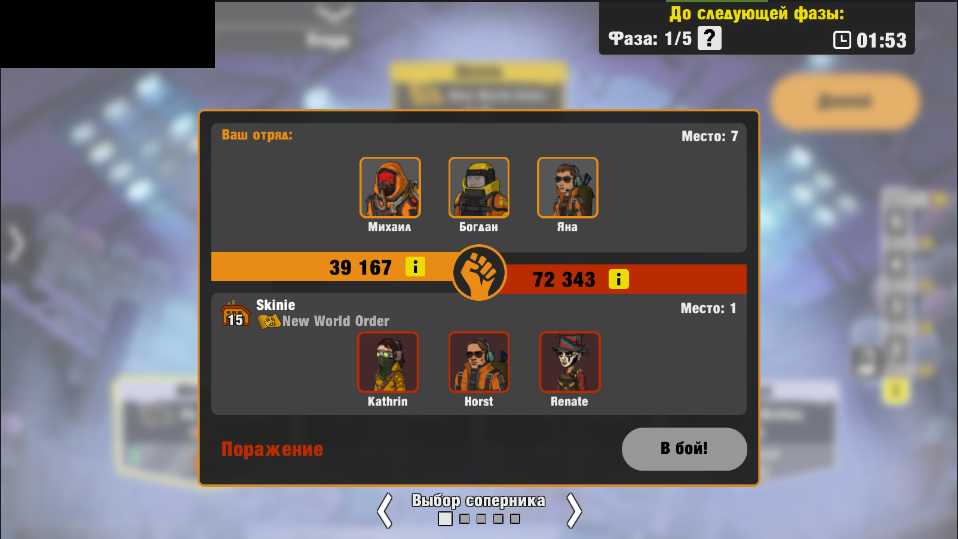 До следующей фазы:
Фаза: 1/5 ?
01:53
Ваш отряд:
Место: 7
Михаил
Богдан
Яна
39 167 i
72 343 i
15
Skinie
New World Order
Место: 1
Kathrin
Horst
Renate
Поражение
В бой!
Выбор соперника